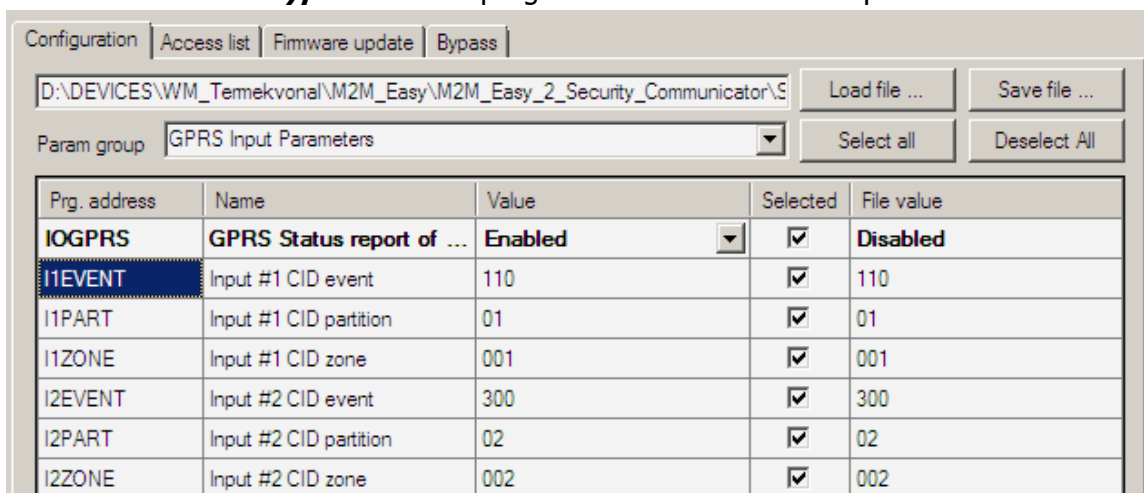 Configuration Access list Firmware update Bypass
D:\DEVICES\WM_Termekvonal\M2M_Easy\M2M_Easy_2_Security_Communicator\S Load file ... Save file ...
Param group GPRS Input Parameters Select all Deselect All
Prg. address Name Value Selected File value
IOGPRS GPRS Status report of ... Enabled Disabled
I1EVENT Input #1 CID event 110 110
I1PART Input #1 CID partition 01 01
I1ZONE Input #1 CID zone 001 001
I2EVENT Input #2 CID event 300 300
I2PART Input #2 CID partition 02 02
I2ZONE Input #2 CID zone 002 002